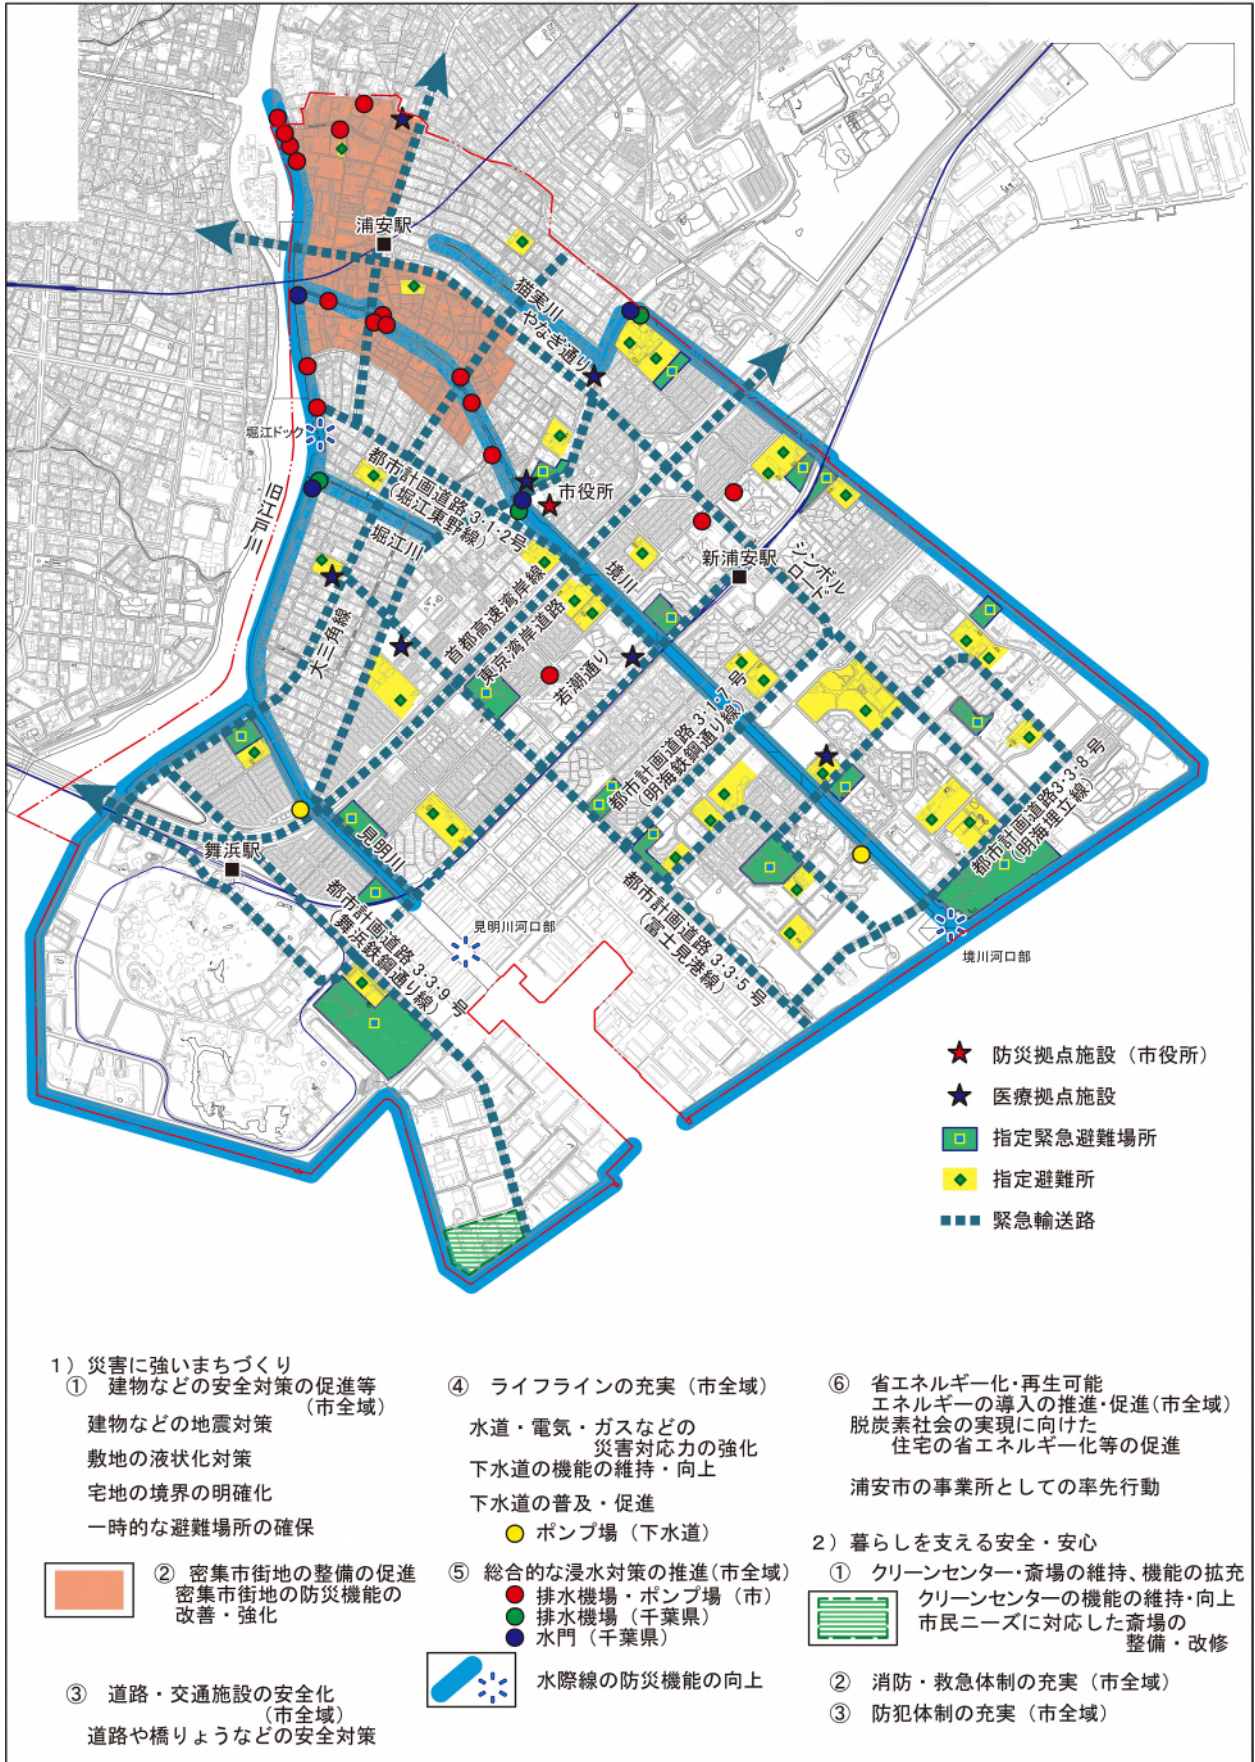 浦安駅
猫実川
やなぎ通り
堀江ドック
都市計画道路3・1・2号
(堀江東野線)
市役所
旧江戸川
堀江川
境川
新浦安駅
シンボル
ロード
首都高速湾岸線
東京湾岸道路
大三角線
若潮通り
都市計画道路3・1・7号
(明海鉄鋼通り線)
都市計画道路3・3・8号
(明海埋立線)
見明川
舞浜駅
都市計画道路3・3・9号
(舞浜鉄鋼通り線)
見明川河口部
都市計画道路3・3・5号
(富士見港線)
境川河口部
防災拠点施設(市役所)
医療拠点施設
指定緊急避難場所
指定避難所
緊急輸送路
1)災害に強いまちづくり
① 建物などの安全対策の促進等
(市全域)
建物などの地震対策
敷地の液状化対策
宅地の境界の明確化
一時的な避難場所の確保
② 密集市街地の整備の促進
密集市街地の防災機能の
改善・強化
③ 道路・交通施設の安全化
(市全域)
道路や橋りょうなどの安全対策
④ ライフラインの充実(市全域)
水道・電気・ガスなどの
災害対応力の強化
下水道の機能の維持・向上
下水道の普及・促進
ポンプ場(下水道)
⑤ 総合的な浸水対策の推進(市全域)
排水機場・ポンプ場(市)
排水機場(千葉県)
水門(千葉県)
水際線の防災機能の向上
⑥ 省エネルギー化・再生可能
エネルギーの導入の推進・促進(市全域)
脱炭素社会の実現に向けた
住宅の省エネルギー化等の促進
浦安市の事業所としての率先行動
2)暮らしを支える安全・安心
① クリーンセンター・斎場の維持、機能の拡充
クリーンセンターの機能の維持・向上
市民ニーズに対応した斎場の
整備・改修
② 消防・救急体制の充実(市全域)
③ 防犯体制の充実(市全域)